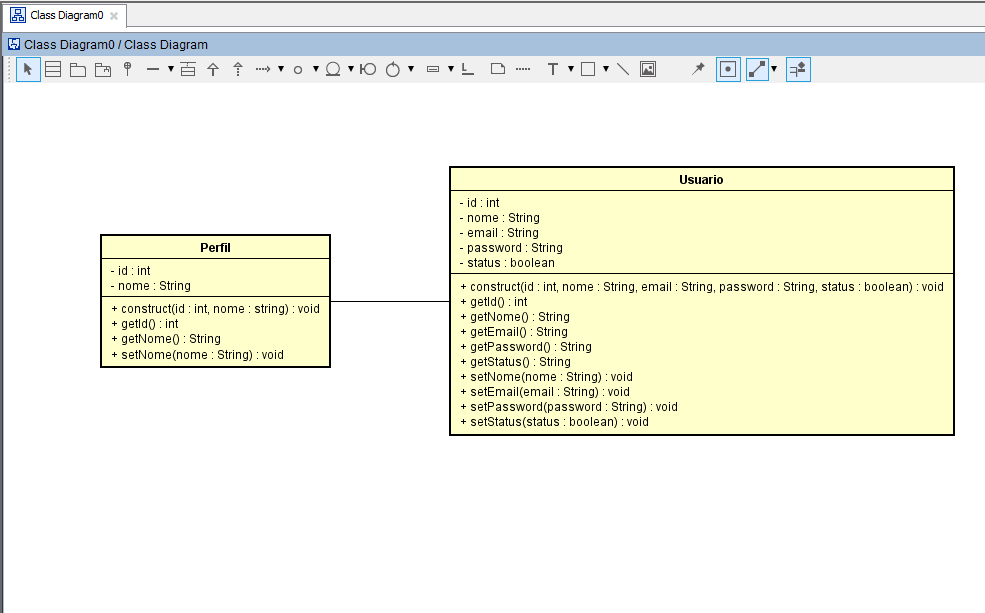 Class Diagram0
Class Diagram0 / Class Diagram
T
Perfil
- id : int
- nome : String
+ construct(id : int, nome : string) : void
+ getId() : int
+ getNome() : String
+ setNome(nome : String) : void
Usuario
- id : int
- nome : String
- email : String
- password : String
- status : boolean
+ construct(id : int, nome : String, email : String, password : String, status : boolean) : void
+ getId() : int
+ getNome() : String
+ getEmail() : String
+ getPassword() : String
+ getStatus() : String
+ setNome(nome : String) : void
+ setEmail(email : String) : void
+ setPassword(password : String) : void
+ setStatus(status : boolean) : void